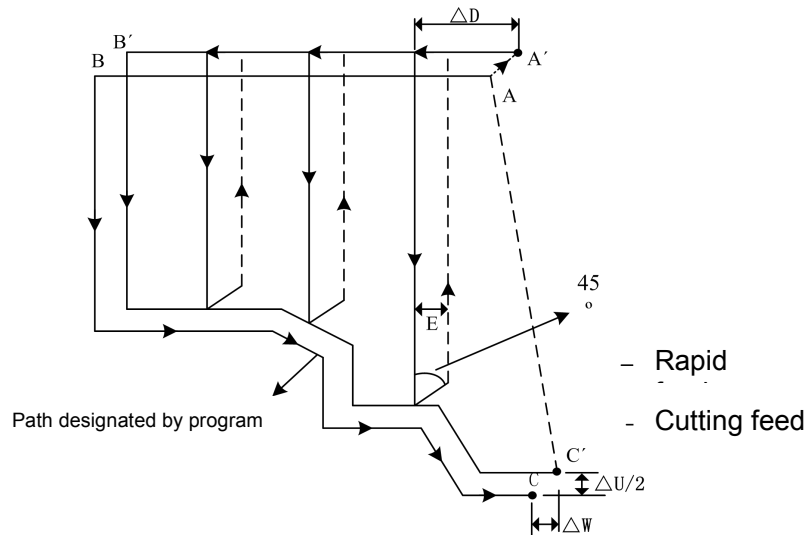 △D
B′
B
A′
A
45
o
E
– Rapid
- Cutting feed
Path designated by program
C′
C
△U/2
△W